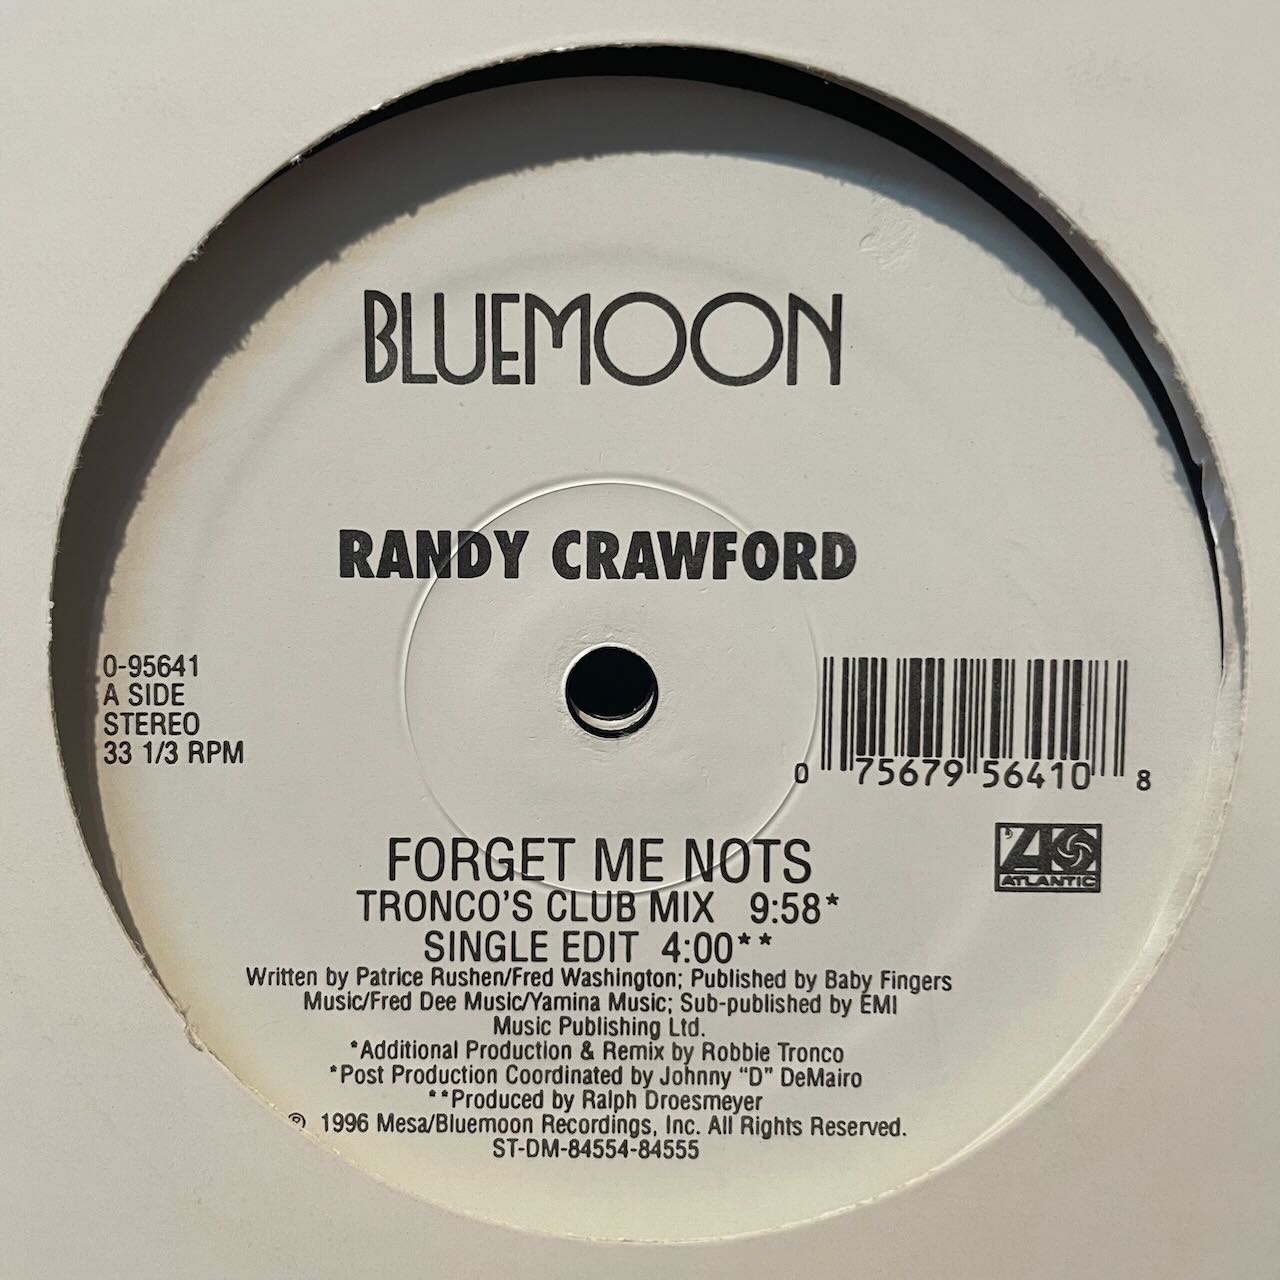 BLUEMOON
RANDY CRAWFORD
0-95641
A SIDE
STEREO
33 1/3 RPM
0 75679 56410 8
ATLANTIC
FORGET ME NOTS
TRONCO'S CLUB MIX 9:58*
SINGLE EDIT 4:00**
Written by Patrice Rushen/Fred Washington; Published by Baby Fingers
Music/Fred Dee Music/Yamina Music; Sub-published by EMI
Music Publishing Ltd.
*Additional Production & Remix by Robbie Tronco
*Post Production Coordinated by Johnny "D" DeMairo
**Produced by Ralph Droesmeyer
℗ 1996 Mesa/Bluemoon Recordings, Inc. All Rights Reserved.
ST-DM-84554-84555